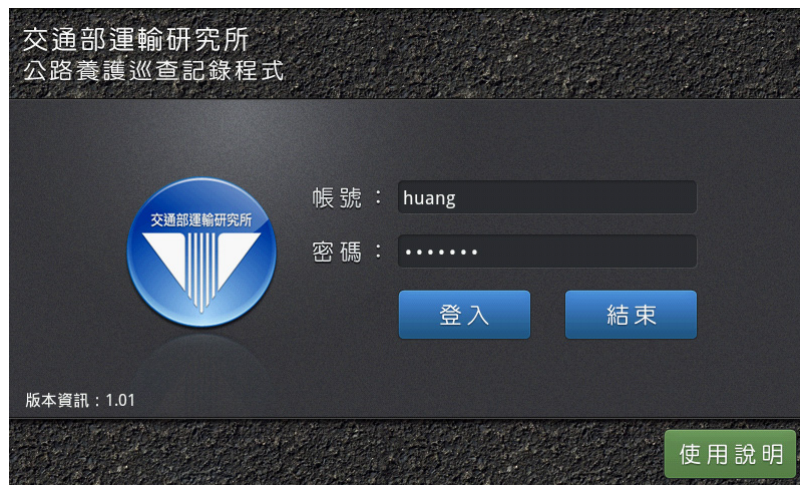 交通部運輸研究所
公路養護巡查記錄程式
交通部運輸研究所
帳號：huang
密碼：•••••••
登入 結束
版本資訊：1.01
使用說明